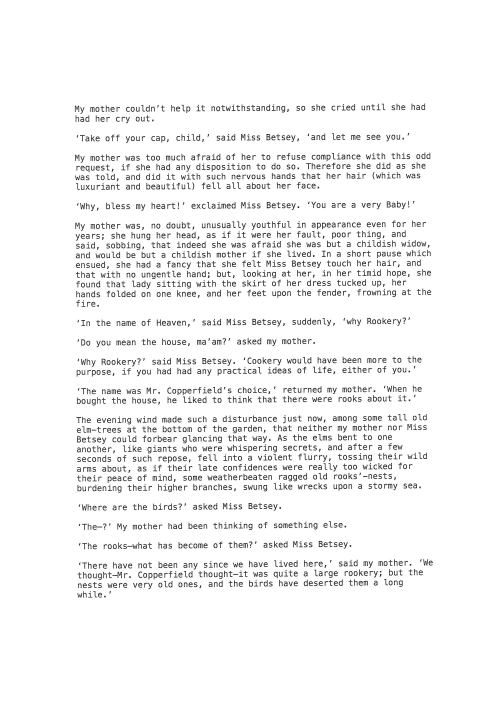 My mother couldn’t help it notwithstanding, so she cried until she had
had her cry out.
‘Take off your cap, child,’ said Miss Betsey, ‘and let me see you.’
My mother was too much afraid of her to refuse compliance with this odd
request, if she had any disposition to do so. Therefore she did as she
was told, and did it with such nervous hands that her hair (which was
luxuriant and beautiful) fell all about her face.
‘Why, bless my heart!’ exclaimed Miss Betsey. ‘You are a very Baby!’
My mother was, no doubt, unusually youthful in appearance even for her
years; she hung her head, as if it were her fault, poor thing, and
said, sobbing, that indeed she was afraid she was but a childish widow,
and would be but a childish mother if she lived. In a short pause which
ensued, she had a fancy that she felt Miss Betsey touch her hair, and
that with no ungentle hand; but, looking at her, in her timid hope, she
found that lady sitting with the skirt of her dress tucked up, her
hands folded on one knee, and her feet upon the fender, frowning at the
fire.
‘In the name of Heaven,’ said Miss Betsey, suddenly, ‘why Rookery?’
‘Do you mean the house, ma’am?’ asked my mother.
‘Why Rookery?’ said Miss Betsey. ‘Cookery would have been more to the
purpose, if you had had any practical ideas of life, either of you.’
‘The name was Mr. Copperfield’s choice,’ returned my mother. ‘When he
bought the house, he liked to think that there were rooks about it.’
The evening wind made such a disturbance just now, among some tall old
elm-trees at the bottom of the garden, that neither my mother nor Miss
Betsey could forbear glancing that way. As the elms bent to one
another, like giants who were whispering secrets, and after a few
seconds of such repose, fell into a violent flurry, tossing their wild
arms about, as if their late confidences were really too wicked for
their peace of mind, some weatherbeaten ragged old rooks’-nests,
burdening their higher branches, swung like wrecks upon a stormy sea.
‘Where are the birds?’ asked Miss Betsey.
‘The—?’ My mother had been thinking of something else.
‘The rooks—what has become of them?’ asked Miss Betsey.
‘There have not been any since we have lived here,’ said my mother. ‘We
thought—Mr. Copperfield thought—it was quite a large rookery; but the
nests were very old ones, and the birds have deserted them a long
while.’